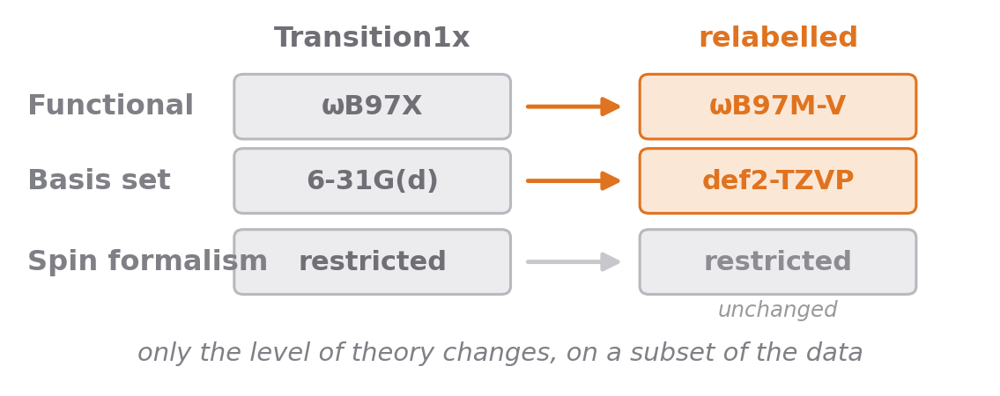 Transition1x relabelled
Functional ωB97X ωB97M-V
Basis set 6-31G(d) def2-TZVP
Spin formalism restricted restricted
unchanged
only the level of theory changes, on a subset of the data